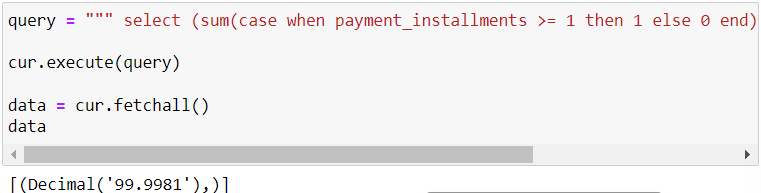 query = """ select (sum(case when payment_installments >= 1 then 1 else 0 end)
cur.execute(query)
data = cur.fetchall()
data
[(Decimal('99.9981'),)]